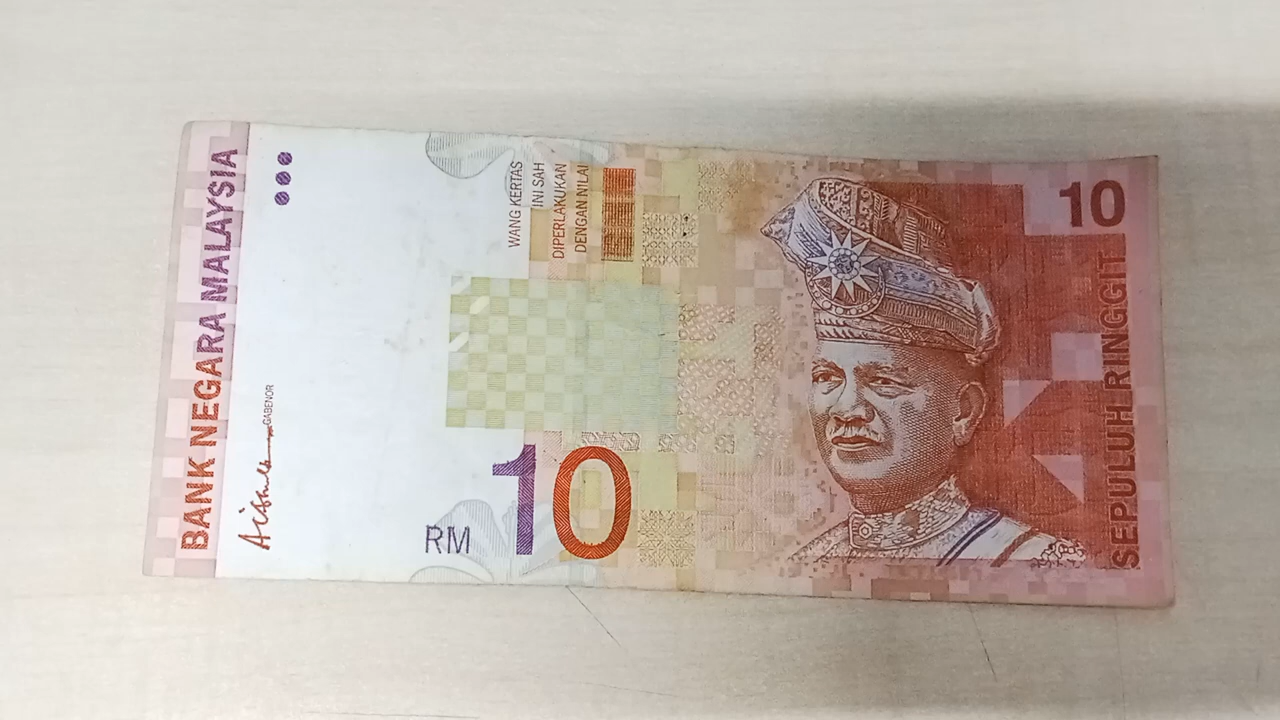 BANK NEGARA MALAYSIA
GABENOR
WANG KERTAS
INI SAH
DIPERLAKUKAN
DENGAN NILAI
RM 10
10
SEPULUH RINGGIT